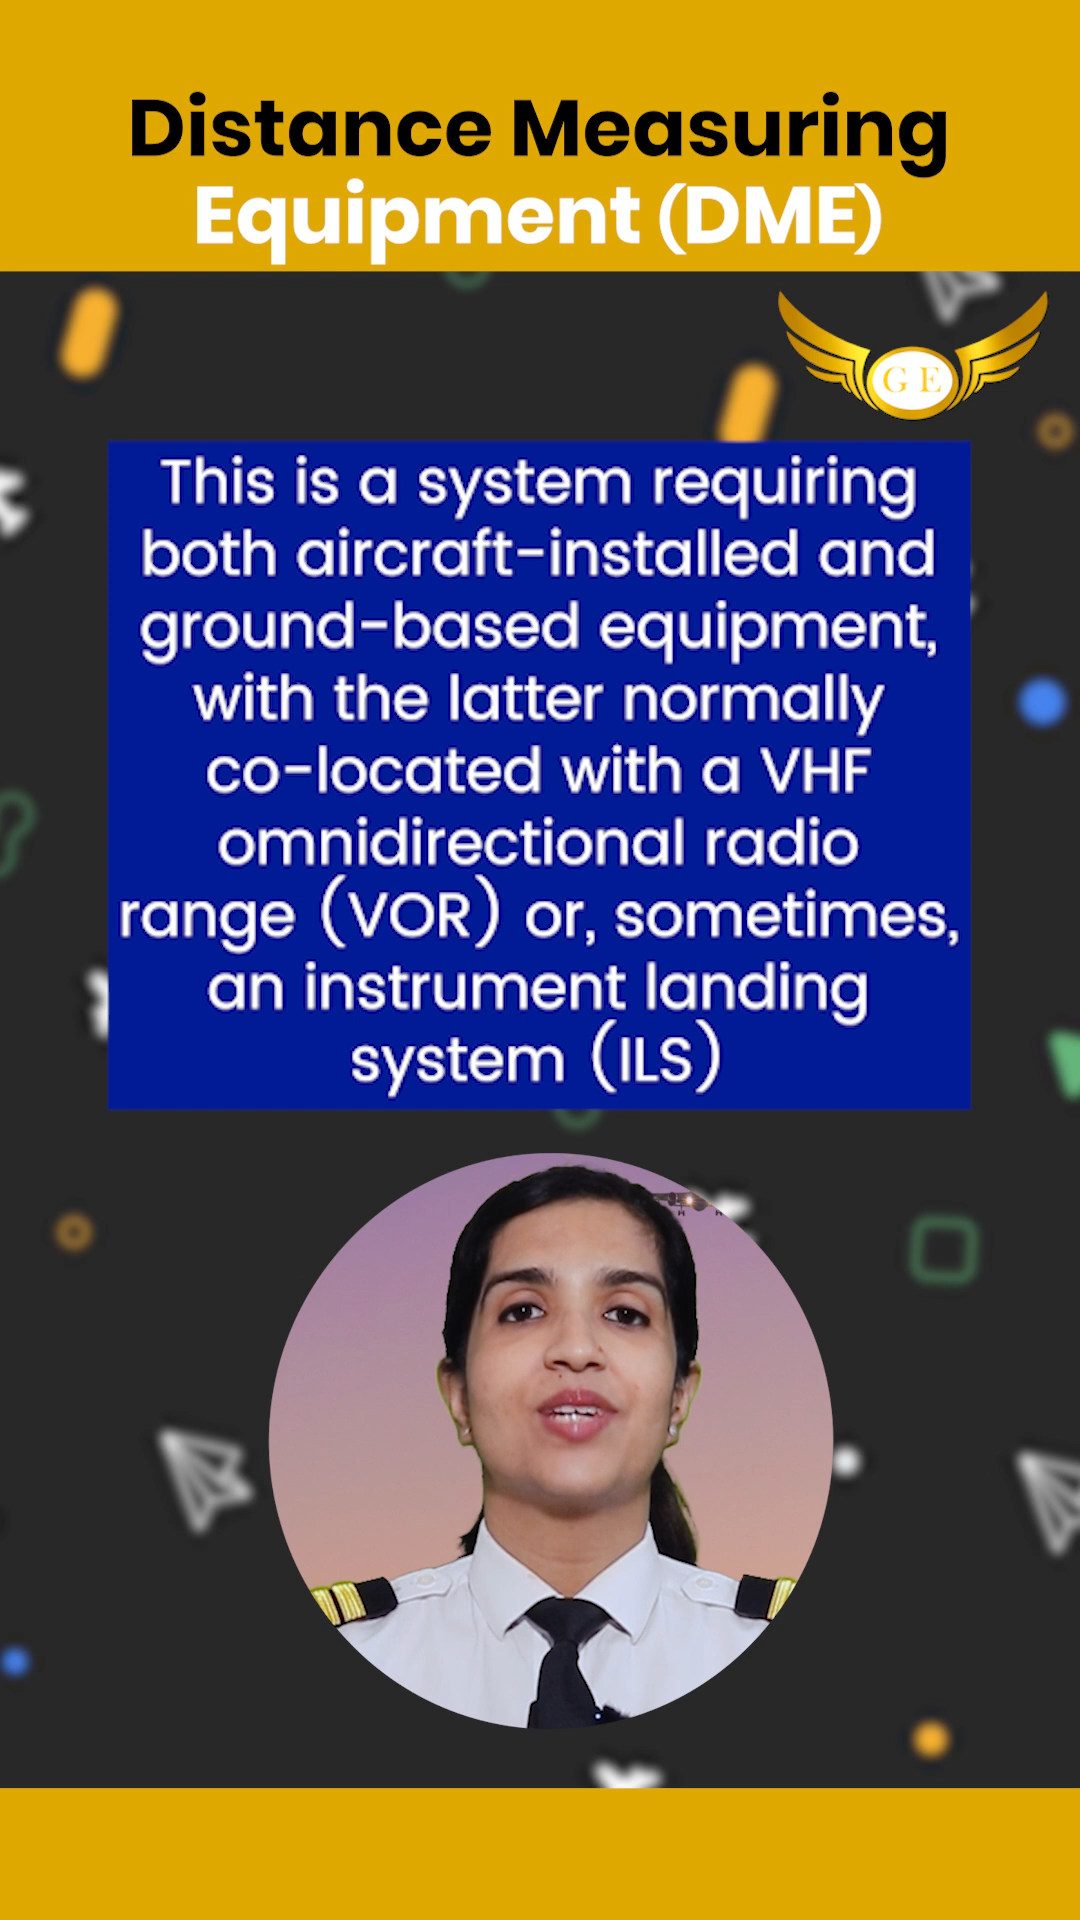 Distance Measuring
Equipment (DME)
G E
This is a system requiring
both aircraft-installed and
ground-based equipment,
with the latter normally
co-located with a VHF
omnidirectional radio
range (VOR) or, sometimes,
an instrument landing
system (ILS)